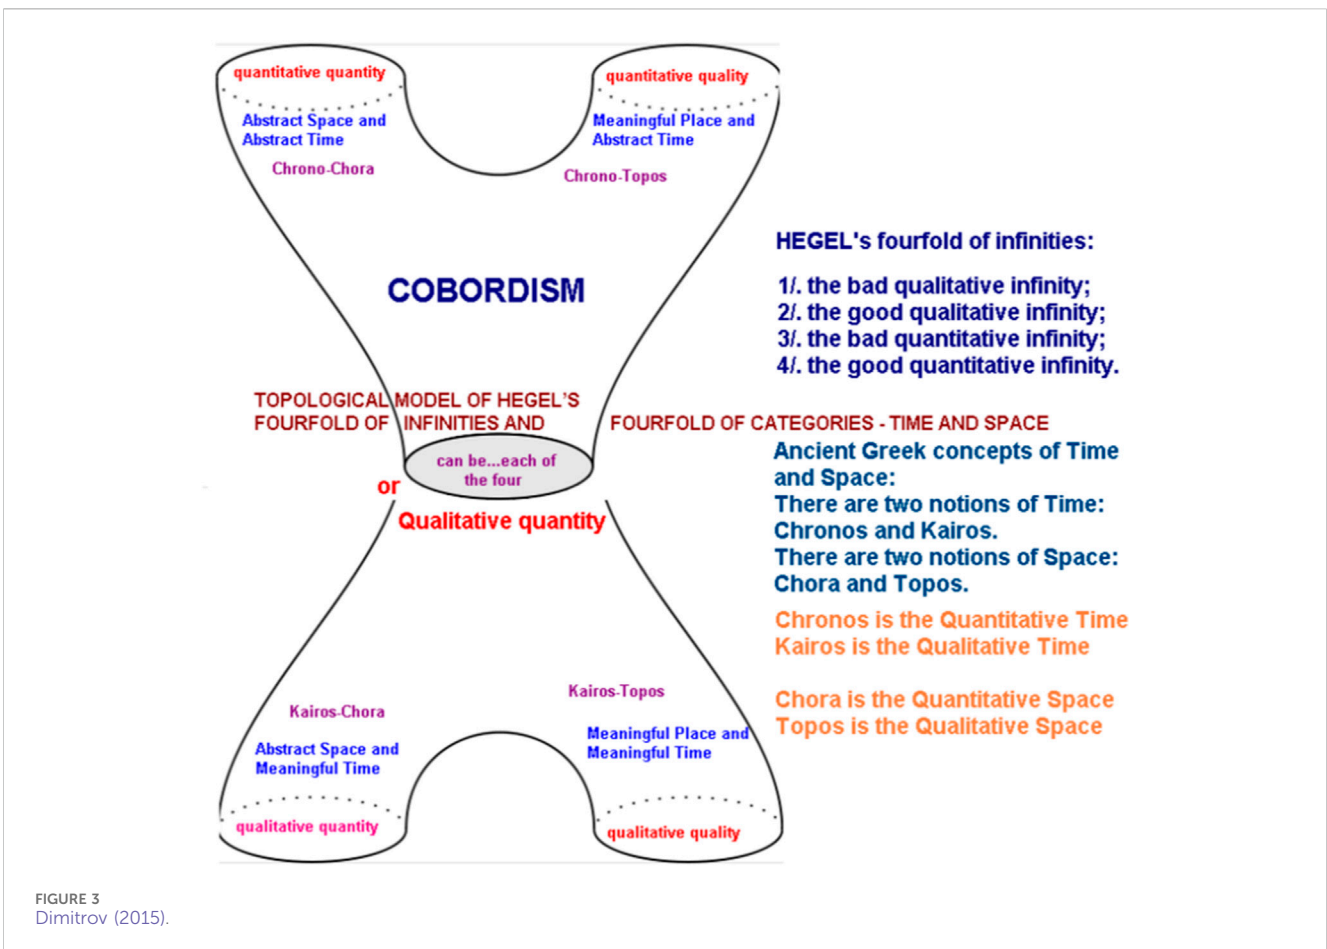 quantitative quantity
Abstract Space and
Abstract Time
Chrono-Chora
quantitative quality
Meaningful Place and
Abstract Time
Chrono-Topos
COBORDISM
HEGEL's fourfold of infinities:
1/. the bad qualitative infinity;
2/. the good qualitative infinity;
3/. the bad quantitative infinity;
4/. the good quantitative infinity.
TOPOLOGICAL MODEL OF HEGEL'S
FOURFOLD OF INFINITIES AND FOURFOLD OF CATEGORIES - TIME AND SPACE
can be...each of
the four
or
Qualitative quantity
Ancient Greek concepts of Time
and Space:
There are two notions of Time:
Chronos and Kairos.
There are two notions of Space:
Chora and Topos.
Chronos is the Quantitative Time
Kairos is the Qualitative Time
Chora is the Quantitative Space
Topos is the Qualitative Space
Kairos-Chora
Abstract Space and
Meaningful Time
qualitative quantity
Kairos-Topos
Meaningful Place and
Meaningful Time
qualitative quality
FIGURE 3
Dimitrov (2015).